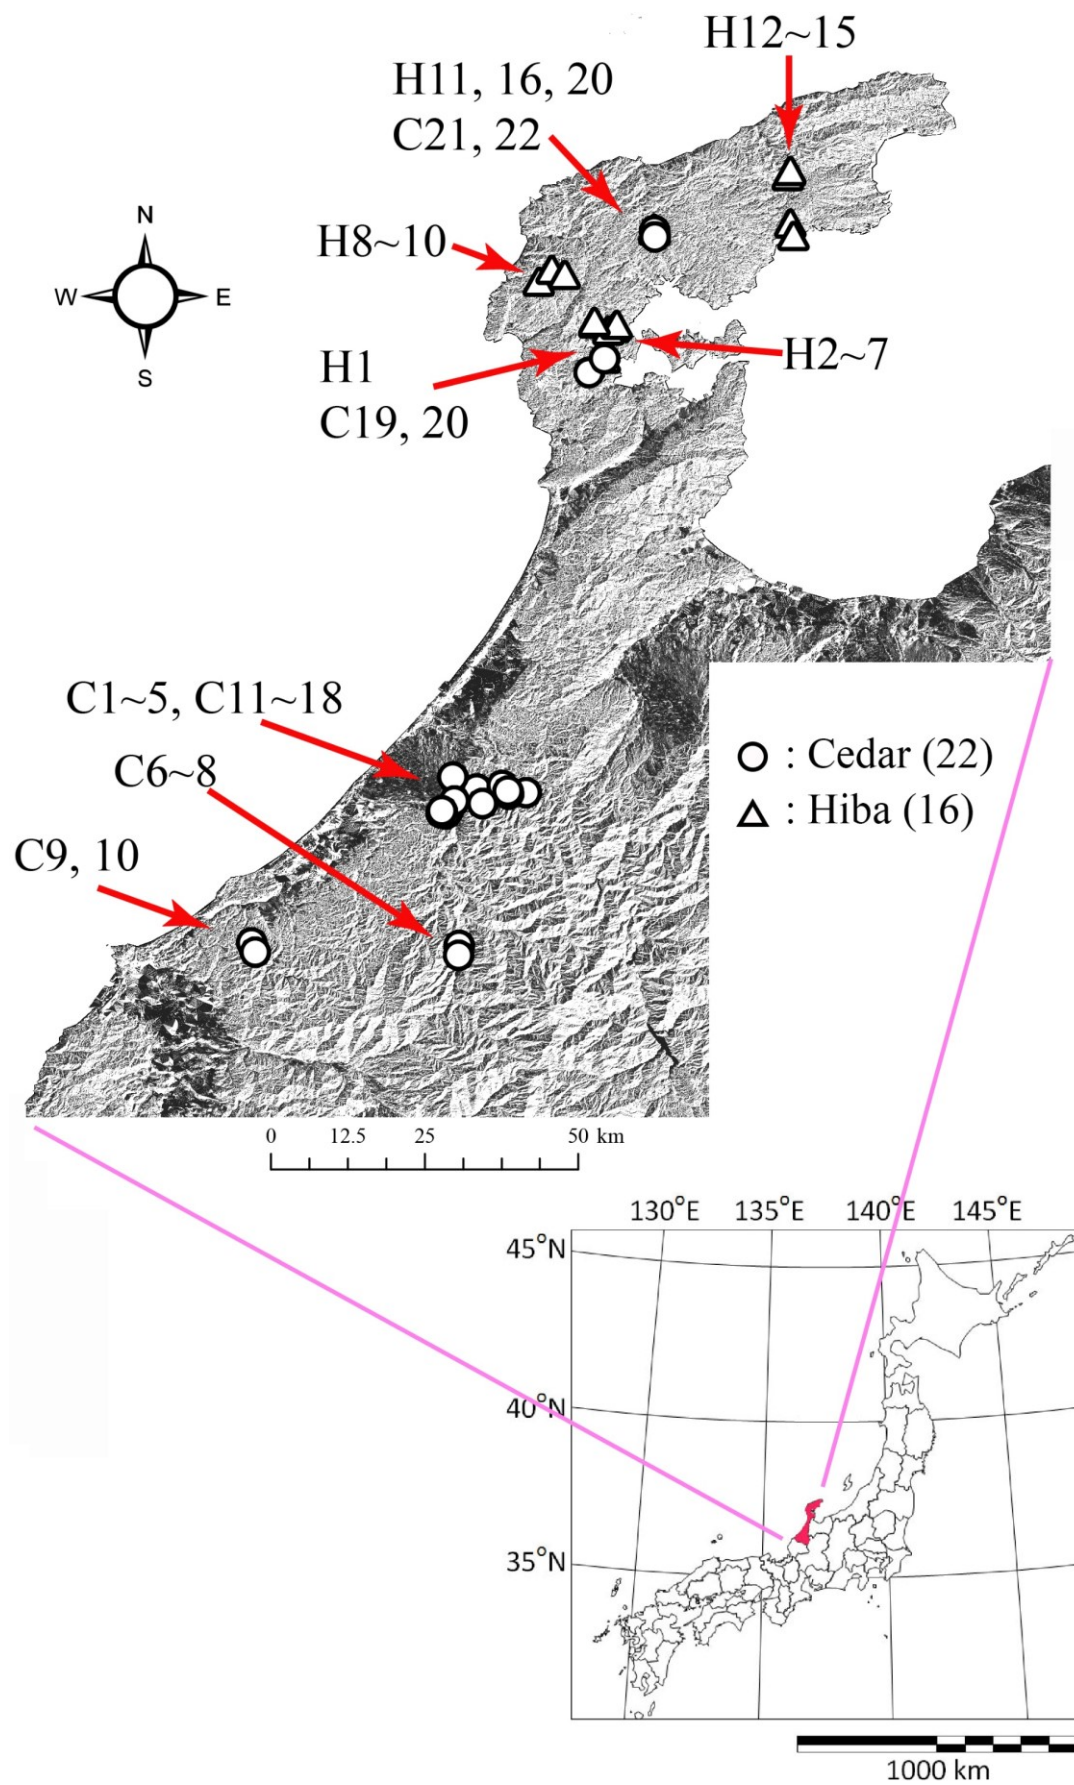 H12~15
H11, 16, 20
C21, 22
N
W
E
S
H8~10
H1
C19, 20
H2~7
C1~5, C11~18
C6~8
C9, 10
: Cedar (22)
: Hiba (16)
0 12.5 25 50 km
130°E 135°E 140°E 145°E
45°N
40°N
35°N
1000 km